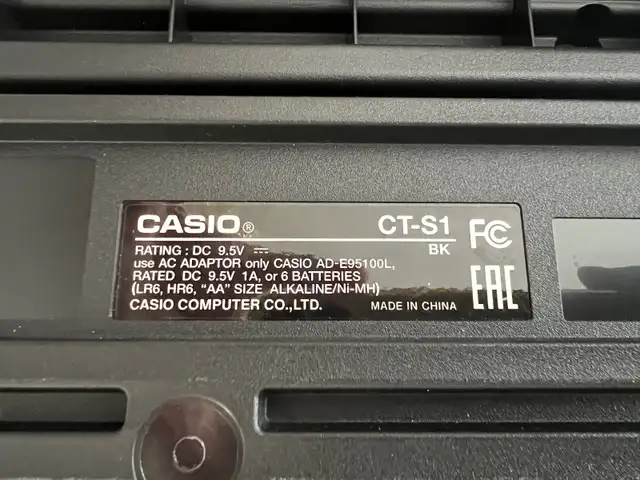 CASIO® CT-S1
BK
FC
RATING : DC 9.5V ⎓
use AC ADAPTOR only CASIO AD-E95100L,
RATED DC 9.5V 1A, or 6 BATTERIES
(LR6, HR6, "AA" SIZE ALKALINE/Ni-MH)
CASIO COMPUTER CO.,LTD. MADE IN CHINA
EAC